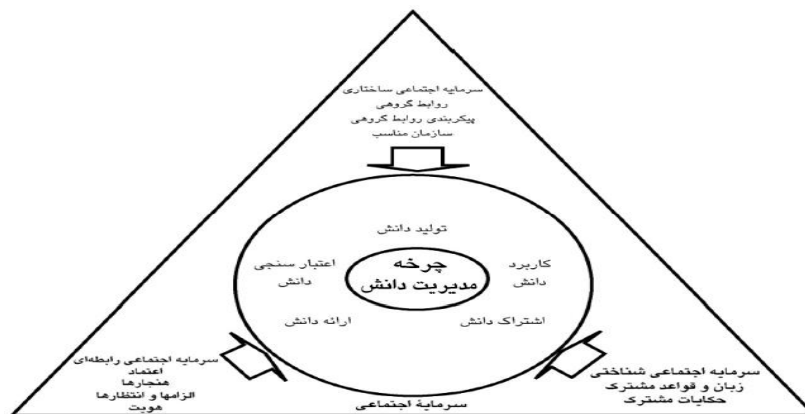 سرمایه اجتماعی ساختاری
روابط گروهی
پیکربندی روابط گروهی
سازمان مناسب
تولید دانش
کاربرد
دانش
اعتبار سنجی
دانش
چرخه
مدیریت دانش
اشتراک دانش
ارائه دانش
سرمایه اجتماعی شناختی
زبان و قواعد مشترک
حکایات مشترک
سرمایه اجتماعی رابطه‌ای
اعتماد
هنجارها
الزامها و انتظارها
هویت
سرمایهٔ اجتماعی